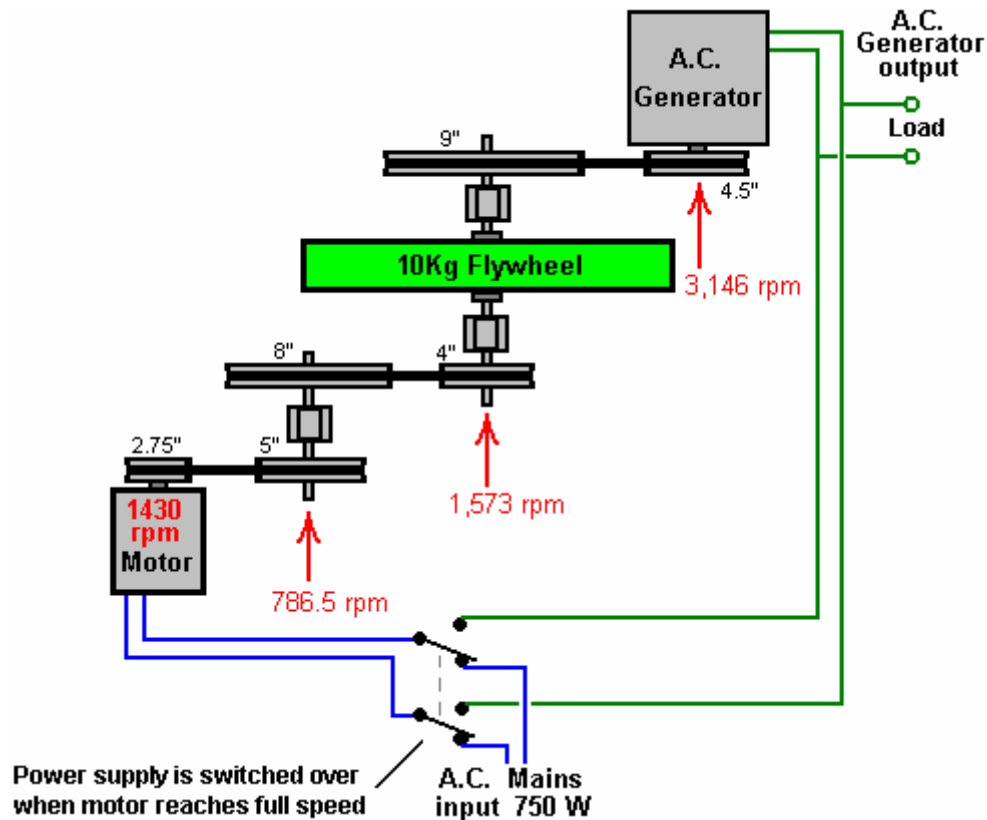 A.C.
Generator
output
A.C.
Generator
Load
9"
4.5"
10Kg Flywheel
3,146 rpm
8"
4"
2.75"
5"
1,573 rpm
1430
rpm
Motor
786.5 rpm
Power supply is switched over
when motor reaches full speed
A.C. Mains
input 750 W